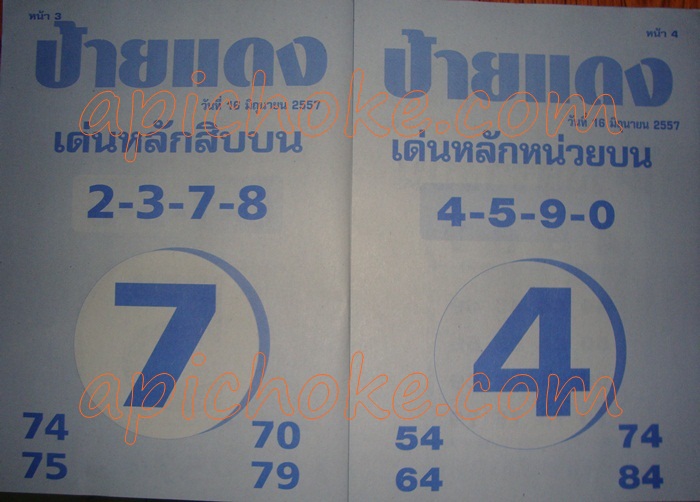 หน้า 3
ป้ายแดง
วันที่ 16 มิถุนายน 2557
เด่นหลักสิบบน
2-3-7-8
7
74 70
75 79
หน้า 4
ป้ายแดง
วันที่ 16 มิถุนายน 2557
เด่นหลักหน่วยบน
4-5-9-0
4
54 74
64 84
apichoke.com
apichoke.com